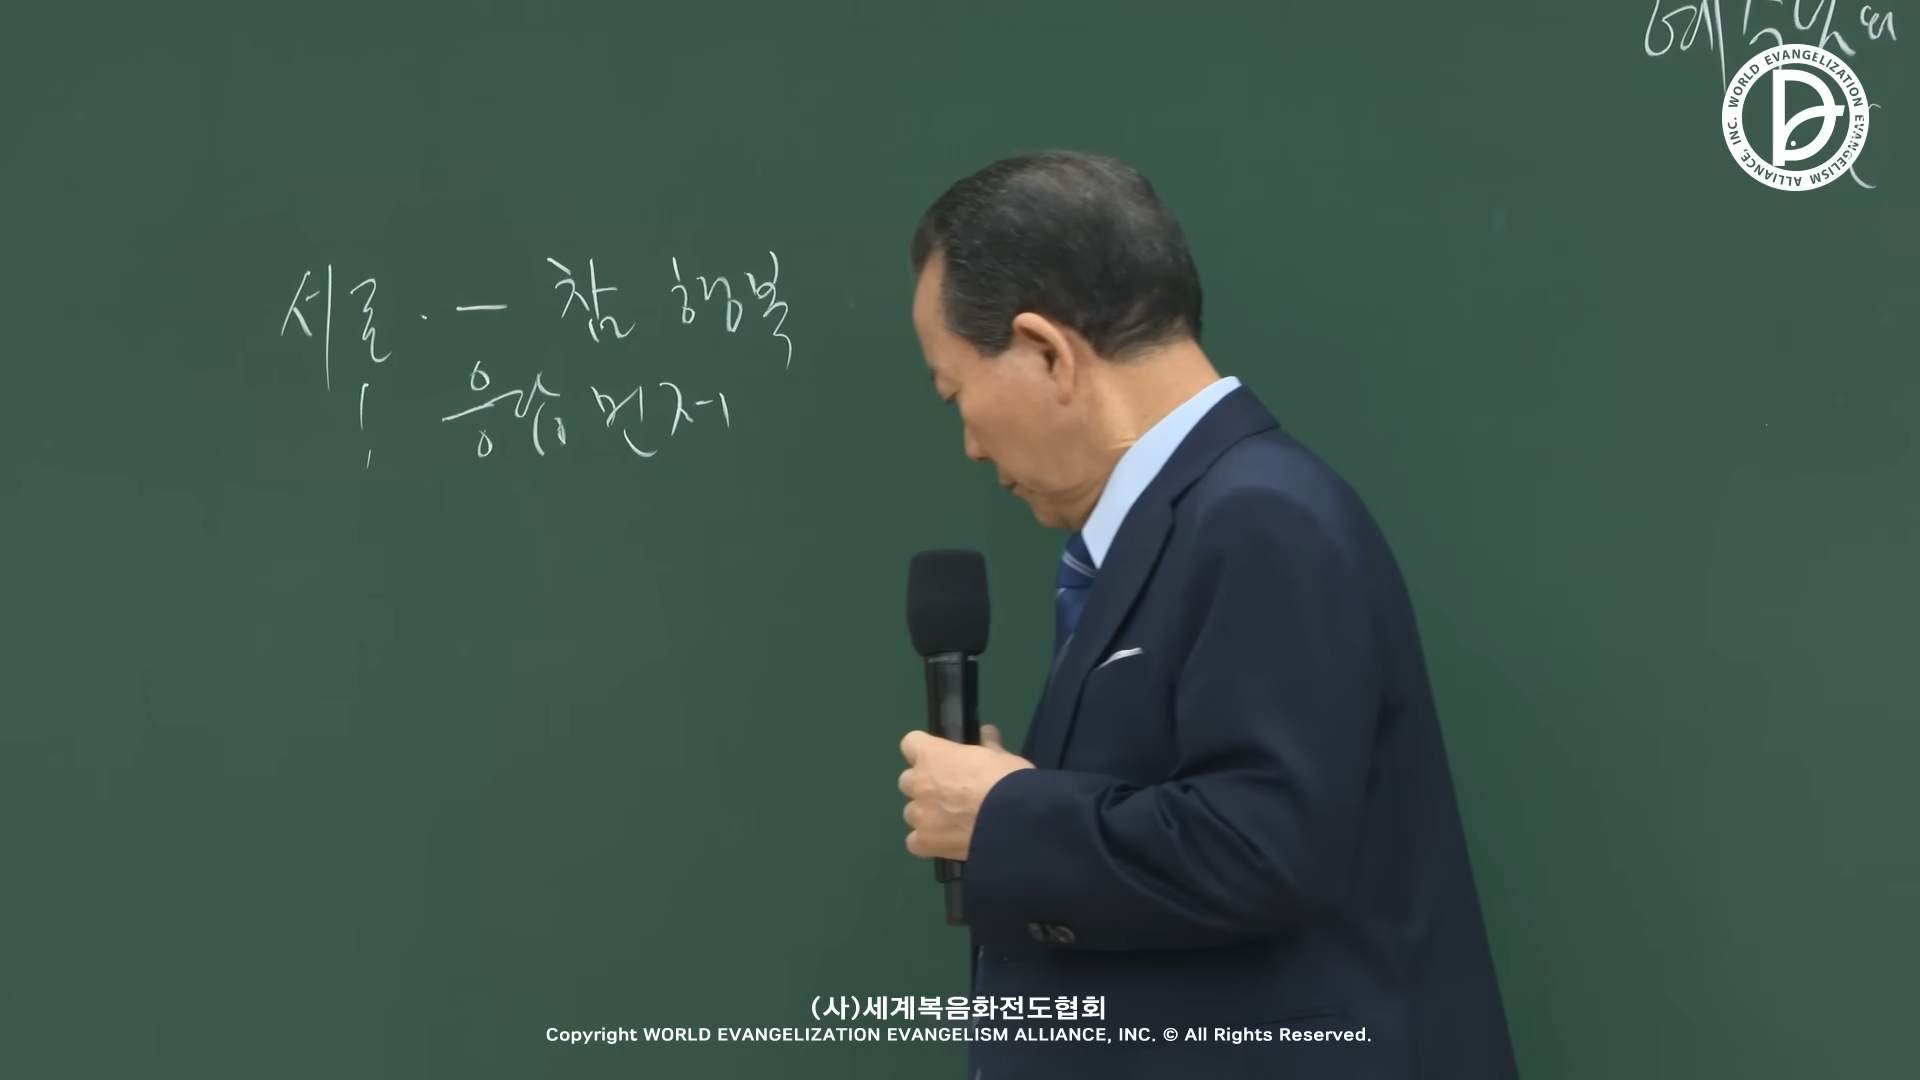 서론. - 참 행복
1. 응답 먼저
WORLD EVANGELIZATION EVANGELISM ALLIANCE, INC.
(사)세계복음화전도협회
Copyright WORLD EVANGELIZATION EVANGELISM ALLIANCE, INC. © All Rights Reserved.